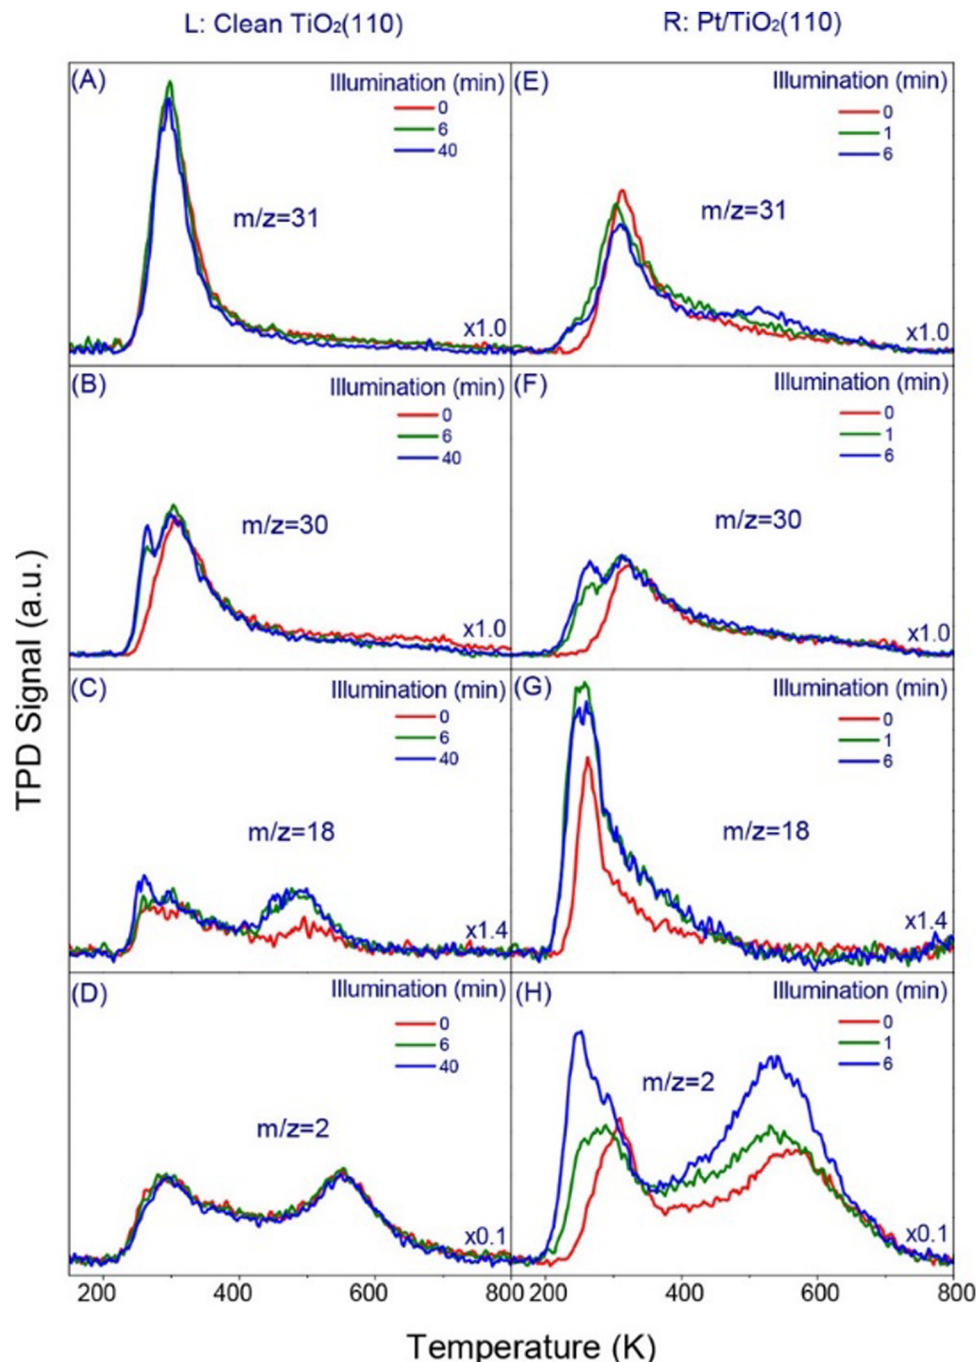 L: Clean TiO₂(110)
R: Pt/TiO₂(110)
(A)
Illumination (min)
0
6
40
m/z=31
x1.0
(E)
Illumination (min)
0
1
6
m/z=31
x1.0
(B)
Illumination (min)
0
6
40
m/z=30
x1.0
(F)
Illumination (min)
0
1
6
m/z=30
x1.0
(C)
Illumination (min)
0
6
40
m/z=18
x1.4
(G)
Illumination (min)
0
1
6
m/z=18
x1.4
(D)
Illumination (min)
0
6
40
m/z=2
x0.1
(H)
Illumination (min)
0
1
6
m/z=2
x0.1
TPD Signal (a.u.)
200 400 600 800 200 400 600 800
Temperature (K)